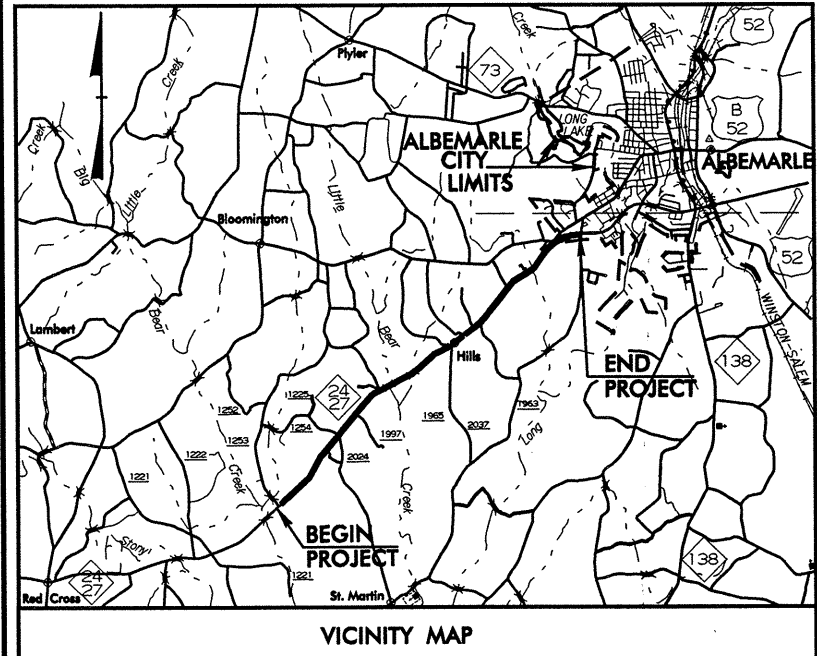 52
Creek
Plyler
73
Creek
B
52
LONG
LAKE
ALBEMARLE
CITY
LIMITS
ALBEMARLE
Creek
Big
Little
Little
Bloomington
52
WINSTON-SALEM
Bear
Bear
Lambert
Hills
END
PROJECT
138
24
27
1225
1252
1254
1253
1997
1965
2037
1963
Long
1222
1221
2024
Creek
Creek
BEGIN
PROJECT
Stony
1221
138
24
27
Red Cross
St. Martin
VICINITY MAP